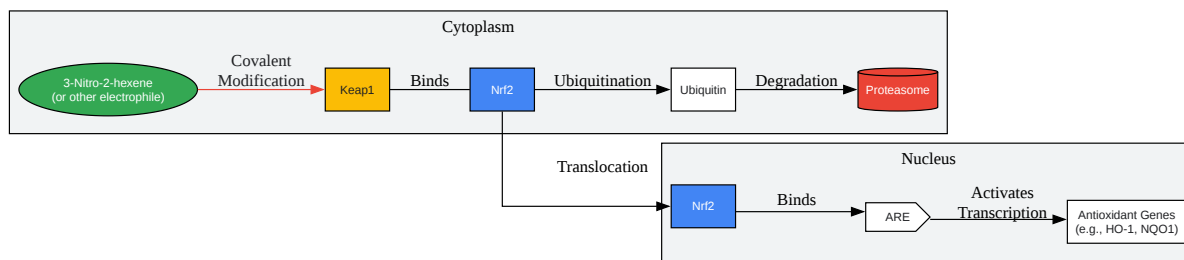 Cytoplasm
3-Nitro-2-hexene
(or other electrophile)
Covalent
Modification
Keap1
Binds
Nrf2
Ubiquitination
Ubiquitin
Degradation
Proteasome
Translocation
Nucleus
Nrf2
Binds
ARE
Activates
Transcription
Antioxidant Genes
(e.g., HO-1, NQO1)